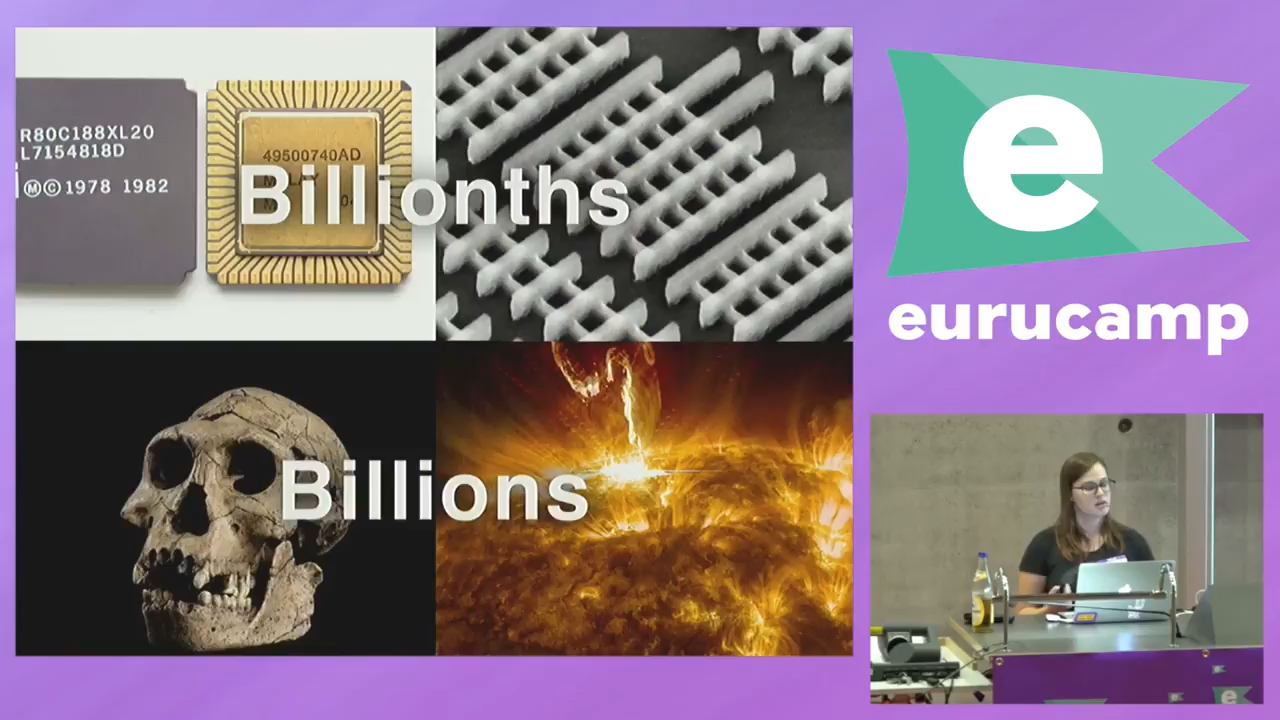 R80C188XL20
L7154818D
ⓂⒸ1978 1982
49500740AD
Billionths
Billions
e
eurucamp
e